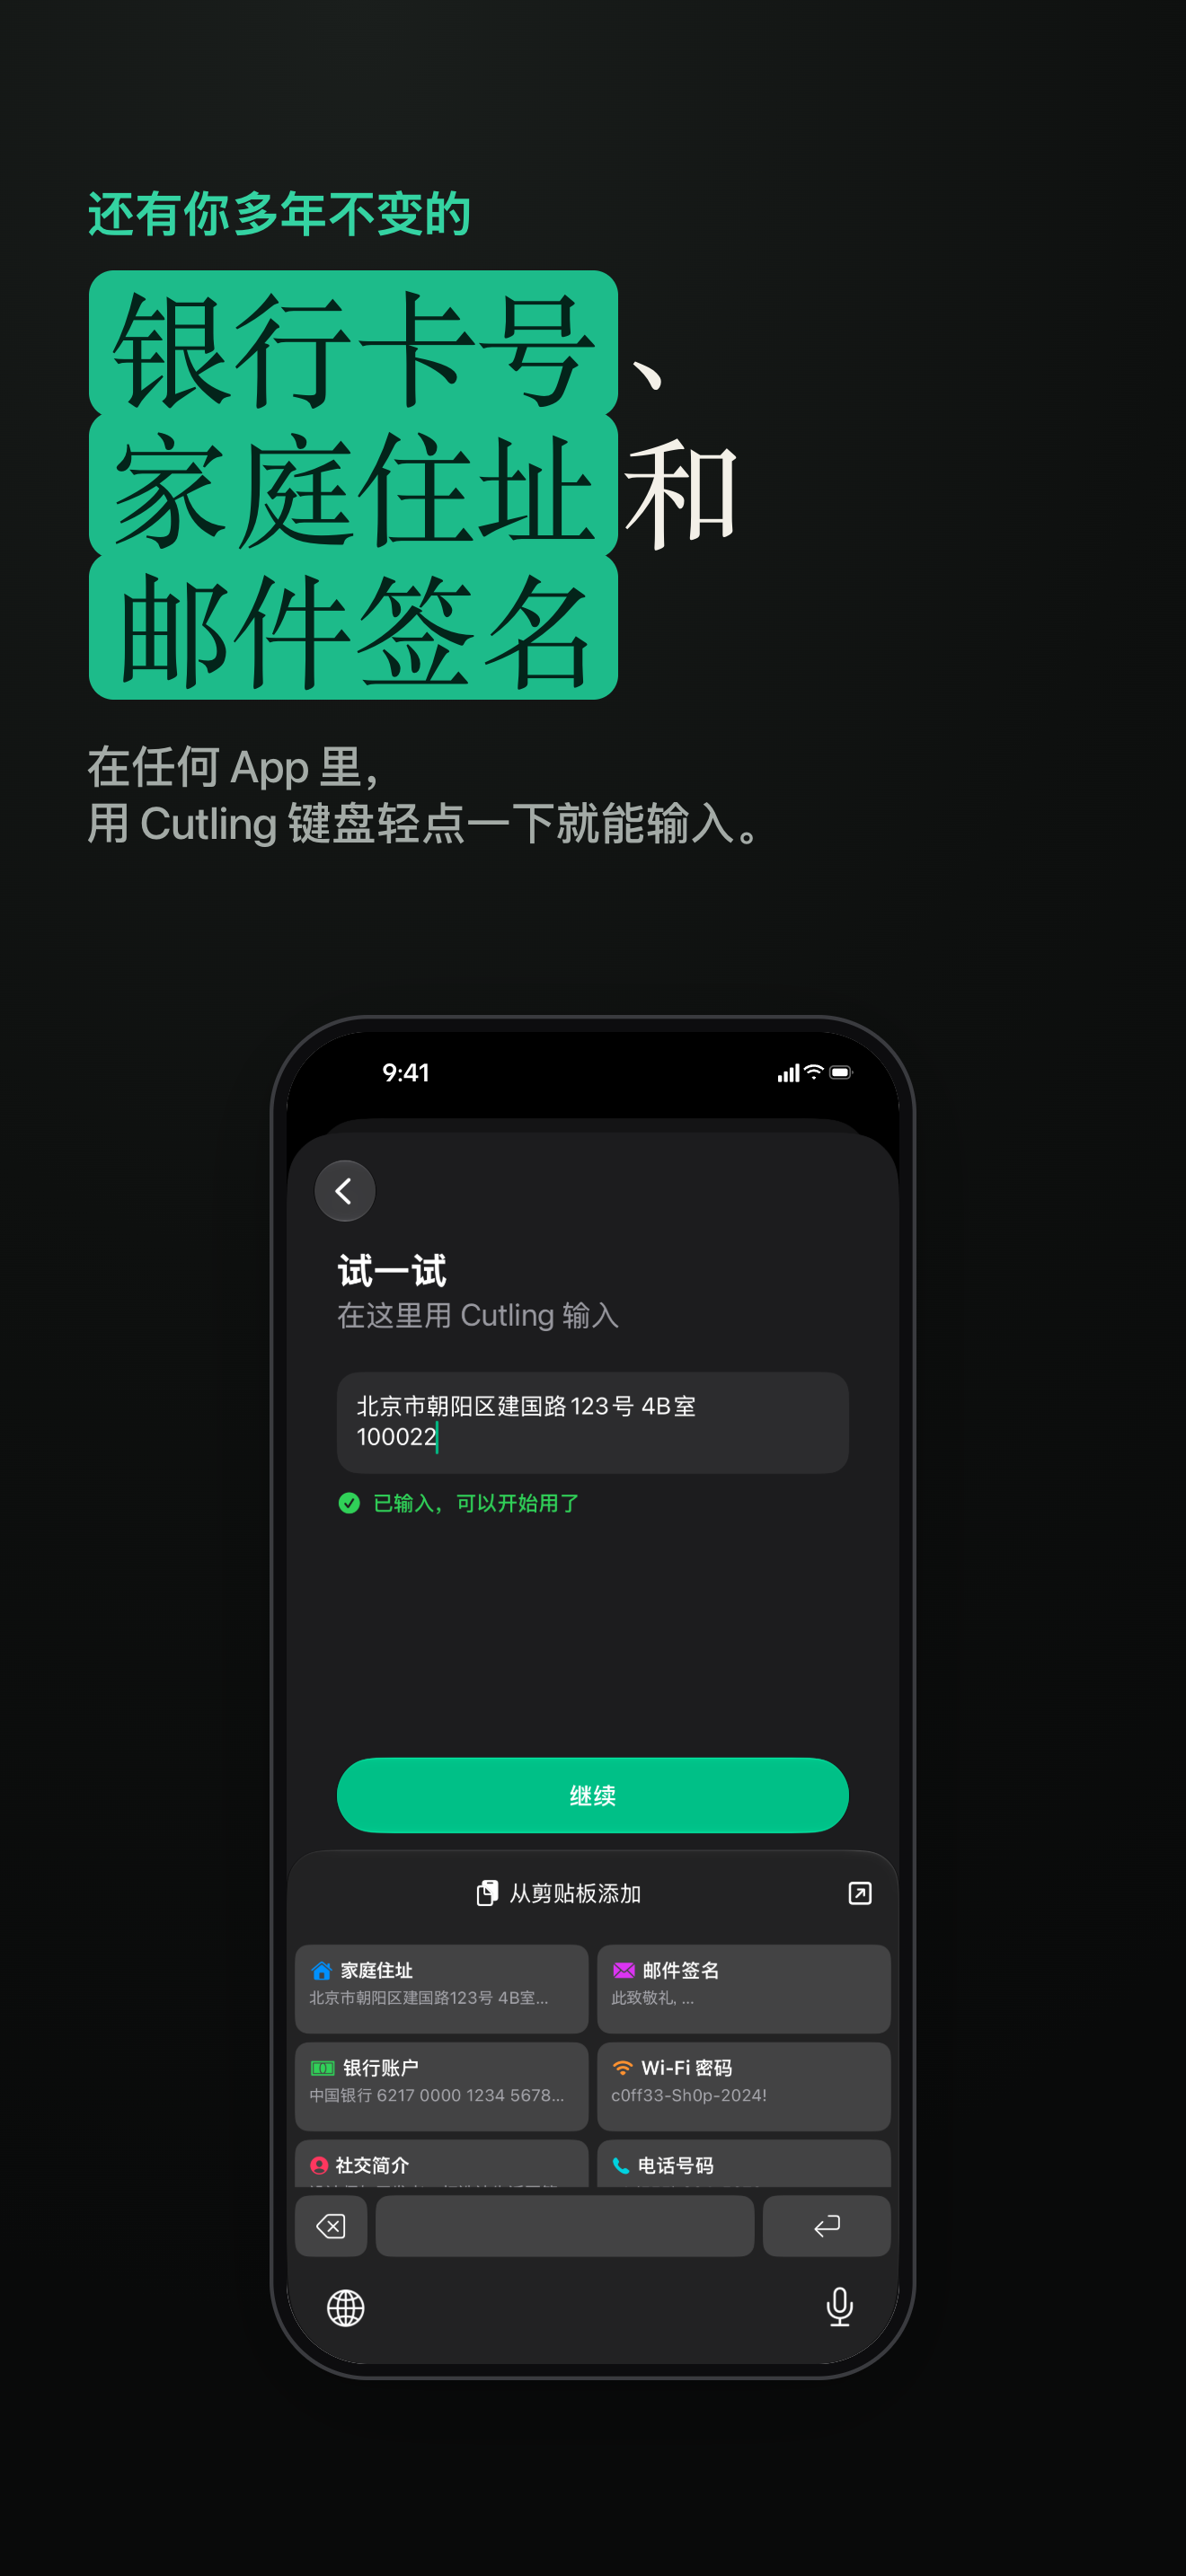 还有你多年不变的
银行卡号、
家庭住址和
邮件签名
在任何 App 里，
用 Cutling 键盘轻点一下就能输入。
9:41
试一试
在这里用 Cutling 输入
北京市朝阳区建国路 123 号 4B 室
100022
已输入，可以开始用了
继续
从剪贴板添加
家庭住址
北京市朝阳区建国路123号 4B室...
邮件签名
此致敬礼, ...
银行账户
中国银行 6217 0000 1234 5678...
Wi-Fi 密码
c0ff33-Sh0p-2024!
社交简介
电话号码